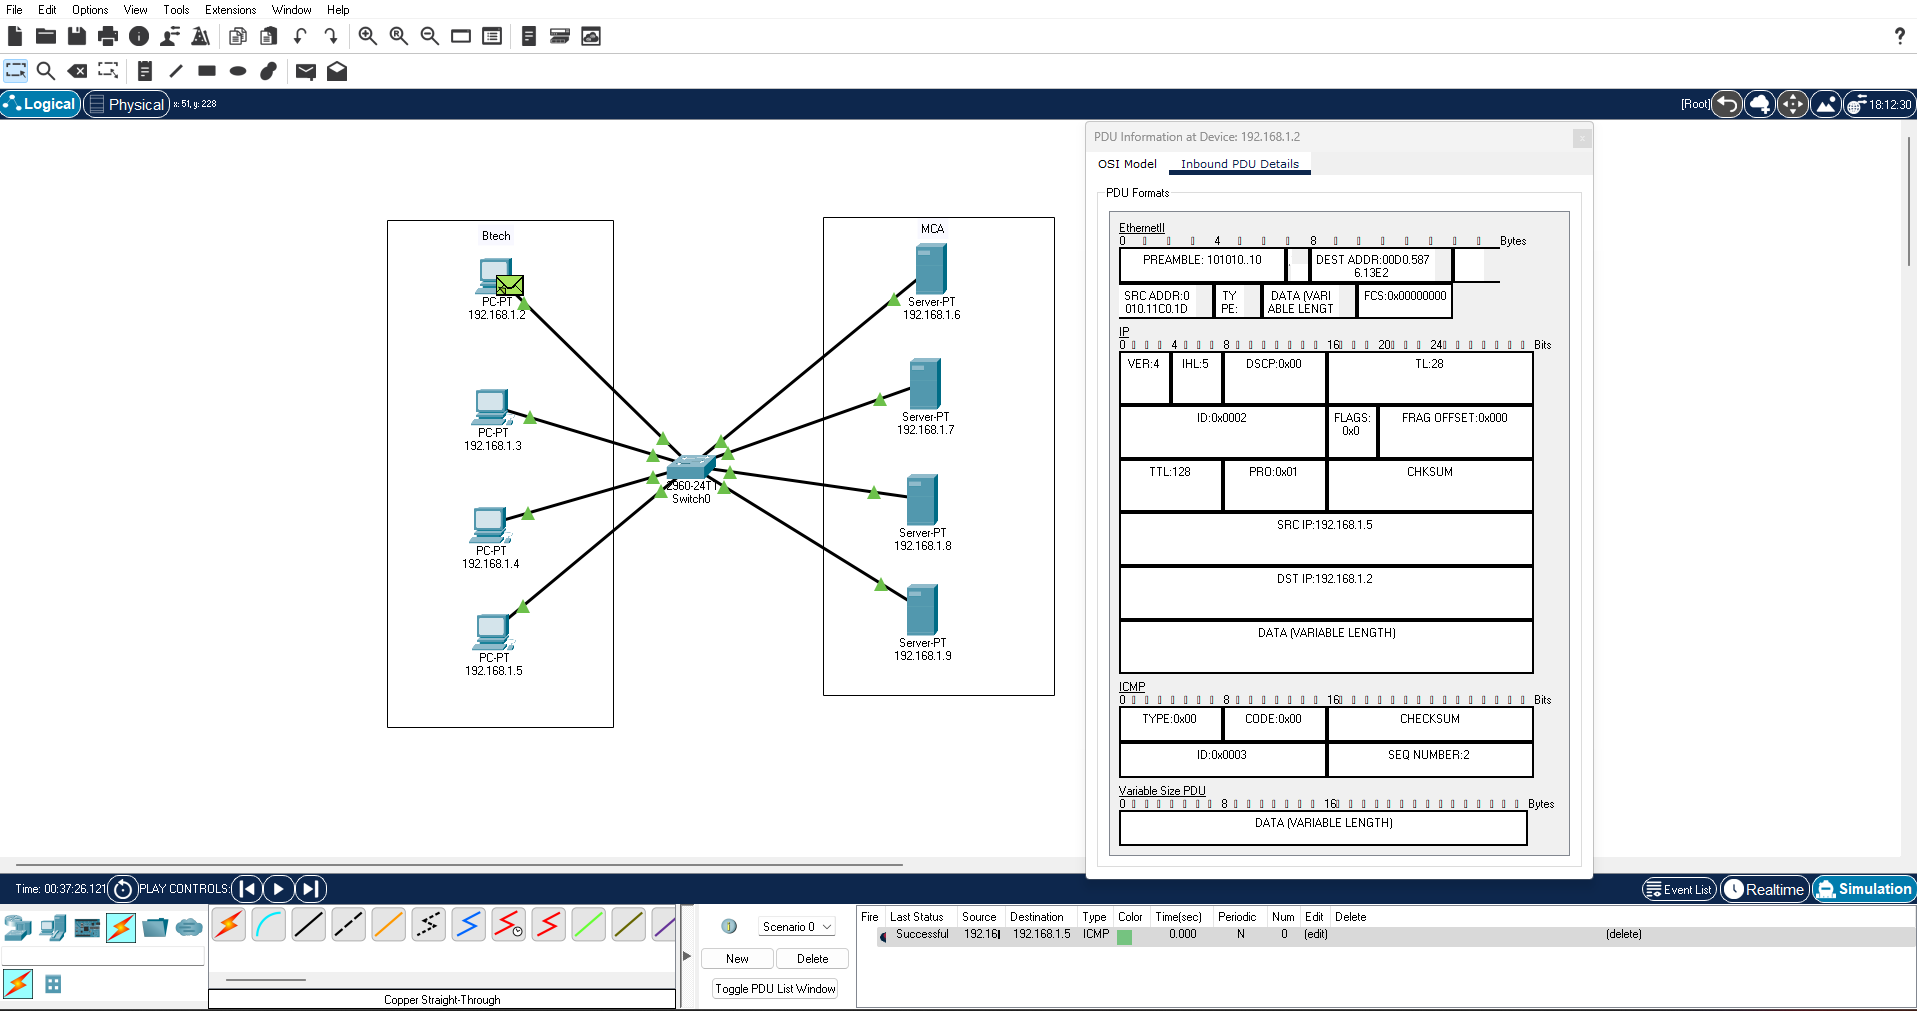 File Edit Options View Tools Extensions Window Help
Logical Physical x: 51, y: 228 [Root] 18:12:30
PDU Information at Device: 192.168.1.2
OSI Model Inbound PDU Details
PDU Formats
EthernetII
0 4 8 Bytes
PREAMBLE: 101010..10 DEST ADDR:00D0.587
6.13E2
SRC ADDR:0 TY DATA (VARI FCS:0x00000000
010.11C0.1D PE: ABLE LENGT
IP
0 4 8 16 20 24 Bits
VER:4 IHL:5 DSCP:0x00 TL:28
ID:0x0002 FLAGS: FRAG OFFSET:0x000
0x0
TTL:128 PRO:0x01 CHKSUM
SRC IP:192.168.1.5
DST IP:192.168.1.2
DATA (VARIABLE LENGTH)
ICMP
0 8 16 Bits
TYPE:0x00 CODE:0x00 CHECKSUM
ID:0x0003 SEQ NUMBER:2
Variable Size PDU
0 8 16 Bytes
DATA (VARIABLE LENGTH)
Btech
PC-PT
192.168.1.2
PC-PT
192.168.1.3
PC-PT
192.168.1.4
PC-PT
192.168.1.5
2960-24TT
Switch0
MCA
Server-PT
192.168.1.6
Server-PT
192.168.1.7
Server-PT
192.168.1.8
Server-PT
192.168.1.9
Time: 00:37:26.121 PLAY CONTROLS: Event List Realtime Simulation
Scenario 0
New Delete
Toggle PDU List Window
Copper Straight-Through
Fire Last Status Source Destination Type Color Time(sec) Periodic Num Edit Delete
Successful 192.16 192.168.1.5 ICMP 0.000 N 0 (edit) (delete)